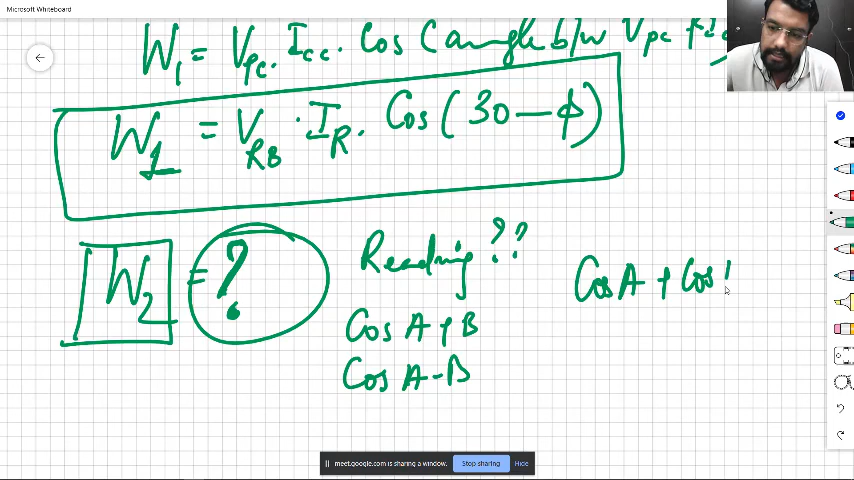 Microsoft Whiteboard
W₁ = Vpc. Icc. Cos (angle b/w Vpc
W1 = VRB . IR. Cos (30 - φ)
W2 = ?
Reading ??
Cos A + B
Cos A - B
Cos A + Cos
meet.google.com is sharing a window. Stop sharing Hide